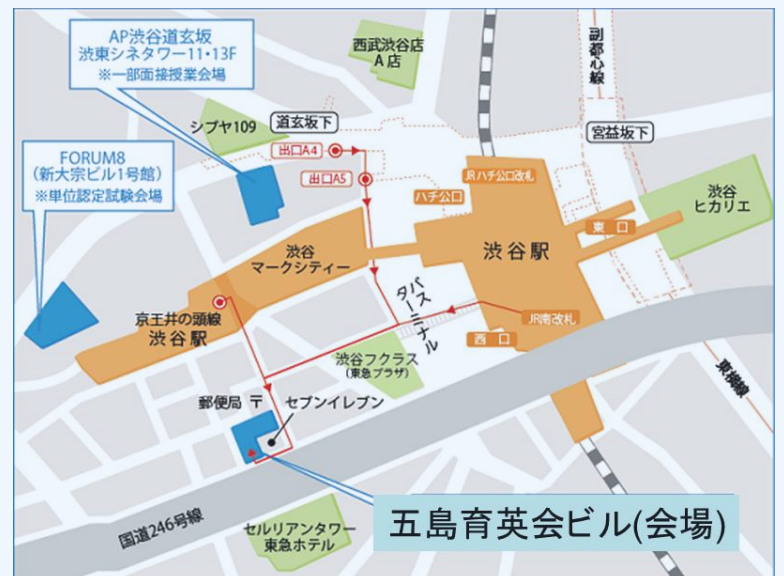 AP渋谷道玄坂
渋東シネタワー11・13F
※一部面接授業会場
西武渋谷店
A店
副都心線
シブヤ109
道玄坂下
宮益坂下
出口A4
出口A5
FORUM8
(新大宗ビル1号館)
※単位認定試験会場
JRハチ公口改札
ハチ公口
渋谷
ヒカリエ
東 口
渋谷
マークシティー
渋谷駅
バス
ターミナル
京王井の頭線
渋谷駅
JR南改札
西 口
渋谷フクラス
(東急プラザ)
東横線
郵便局 〒
セブンイレブン
国道246号線
セルリアンタワー
東急ホテル
五島育英会ビル(会場)